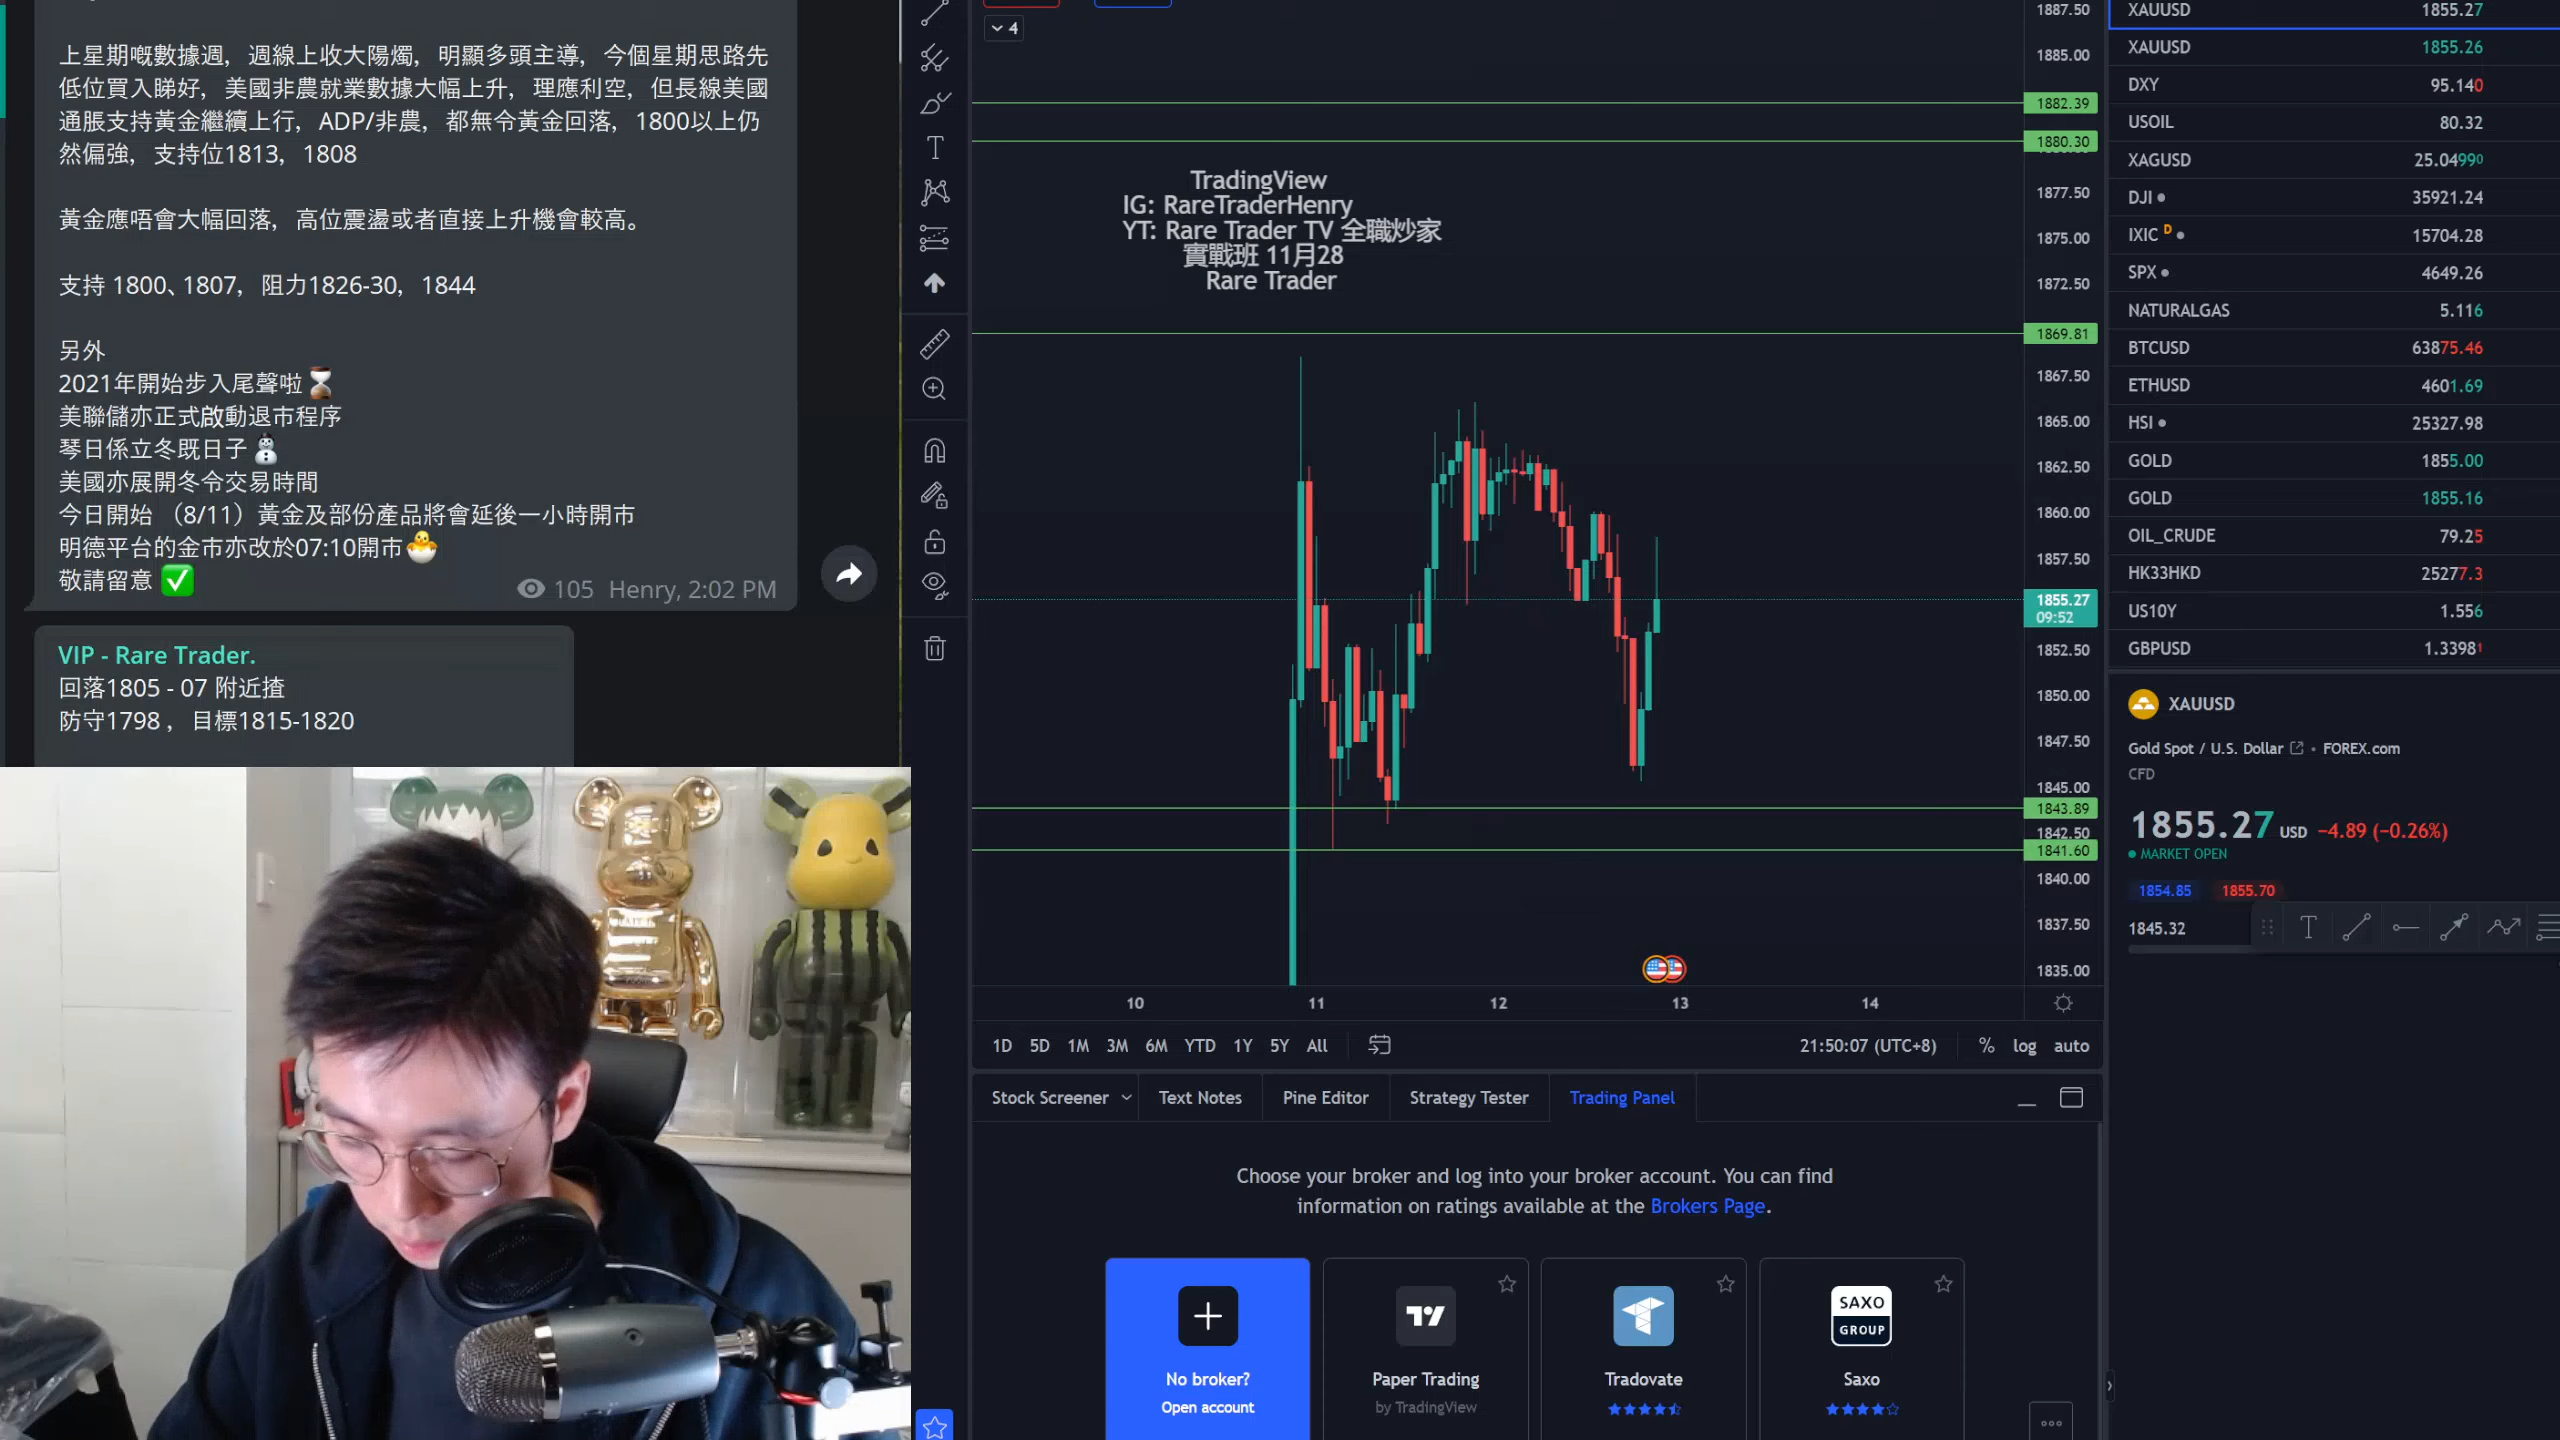 上星期嘅數據週，週線上收大陽燭，明顯多頭主導，今個星期思路先
低位買入睇好，美國非農就業數據大幅上升，理應利空，但長線美國
通脹支持黃金繼續上行，ADP/非農，都無令黃金回落，1800以上仍
然偏強，支持位1813，1808
黃金應唔會大幅回落，高位震盪或者直接上升機會較高。
支持 1800、1807，阻力1826-30，1844
另外
2021年開始步入尾聲啦⏳
美聯儲亦正式啟動退市程序
琴日係立冬既日子⛄
美國亦展開冬令交易時間
今日開始 （8/11）黃金及部份產品將會延後一小時開市
明德平台的金市亦改於07:10開市🐣
敬請留意 ✅
105 Henry, 2:02 PM
VIP - Rare Trader.
回落1805 - 07 附近揸
防守1798 ，目標1815-1820
4
TradingView
IG: RareTraderHenry
YT: Rare Trader TV 全職炒家
實戰班 11月28
Rare Trader
1887.50
1885.00
1882.39
1880.30
1877.50
1875.00
1872.50
1869.81
1867.50
1865.00
1862.50
1860.00
1857.50
1855.27
09:52
1852.50
1850.00
1847.50
1845.00
1843.89
1842.50
1841.60
1840.00
1837.50
1835.00
10 11 12 13 14
1D 5D 1M 3M 6M YTD 1Y 5Y All
21:50:07 (UTC+8) % log auto
Stock Screener Text Notes Pine Editor Strategy Tester Trading Panel
Choose your broker and log into your broker account. You can find
information on ratings available at the Brokers Page.
No broker?
Open account
Paper Trading
by TradingView
Tradovate
SAXO
GROUP
Saxo
XAUUSD 1855.27
XAUUSD 1855.26
DXY 95.140
USOIL 80.32
XAGUSD 25.04990
DJI 35921.24
IXIC D 15704.28
SPX 4649.26
NATURALGAS 5.116
BTCUSD 63875.46
ETHUSD 4601.69
HSI 25327.98
GOLD 1855.00
GOLD 1855.16
OIL_CRUDE 79.25
HK33HKD 25277.3
US10Y 1.556
GBPUSD 1.33981
XAUUSD
Gold Spot / U.S. Dollar • FOREX.com
CFD
1855.27 USD −4.89 (−0.26%)
MARKET OPEN
1854.85 1855.70
1845.32